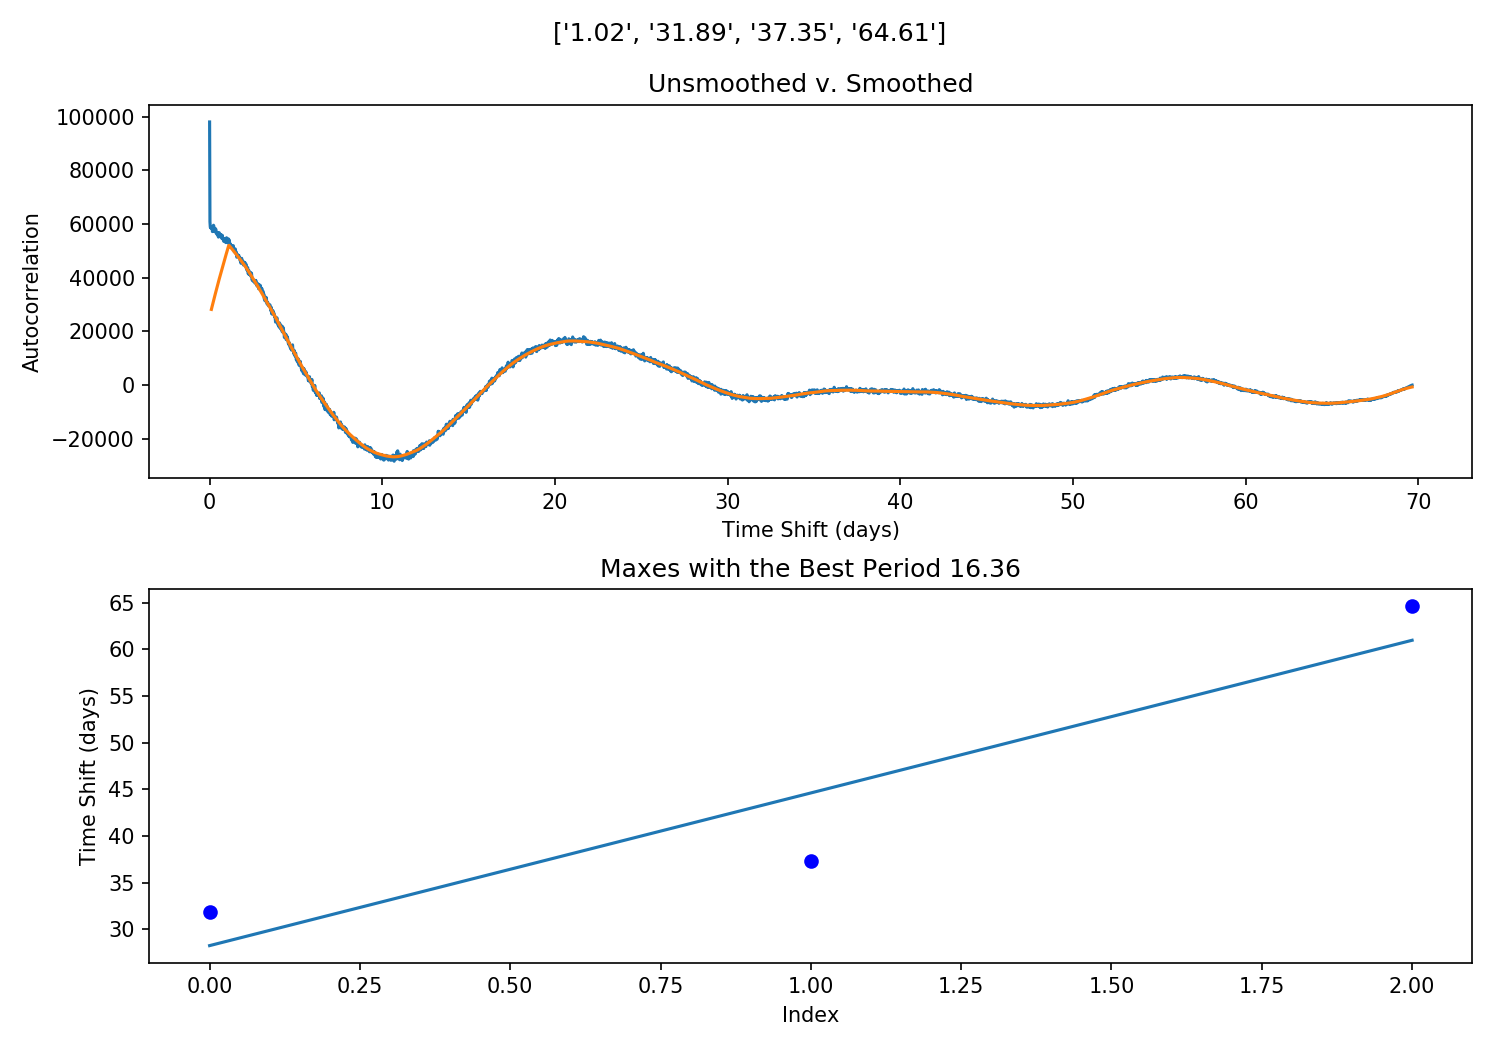 ['1.02', '31.89', '37.35', '64.61']
Unsmoothed v. Smoothed
100000
80000
60000
40000
20000
0
−20000
Autocorrelation
0 10 20 30 40 50 60 70
Time Shift (days)
Maxes with the Best Period 16.36
65
60
55
50
45
40
35
30
Time Shift (days)
0.00 0.25 0.50 0.75 1.00 1.25 1.50 1.75 2.00
Index